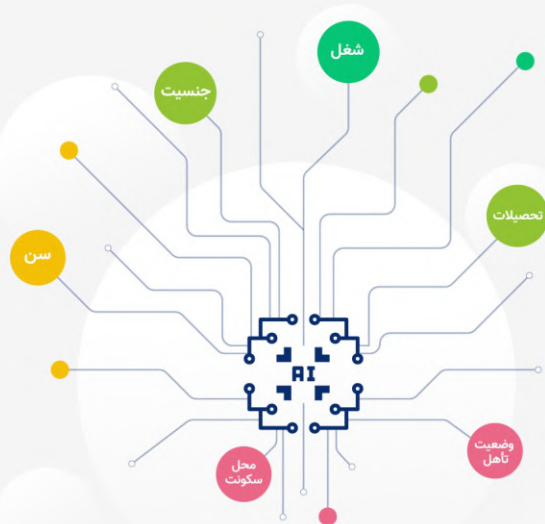 شغل
جنسیت
تحصیلات
سن
AI
وضعیت
تأهل
محل
سکونت